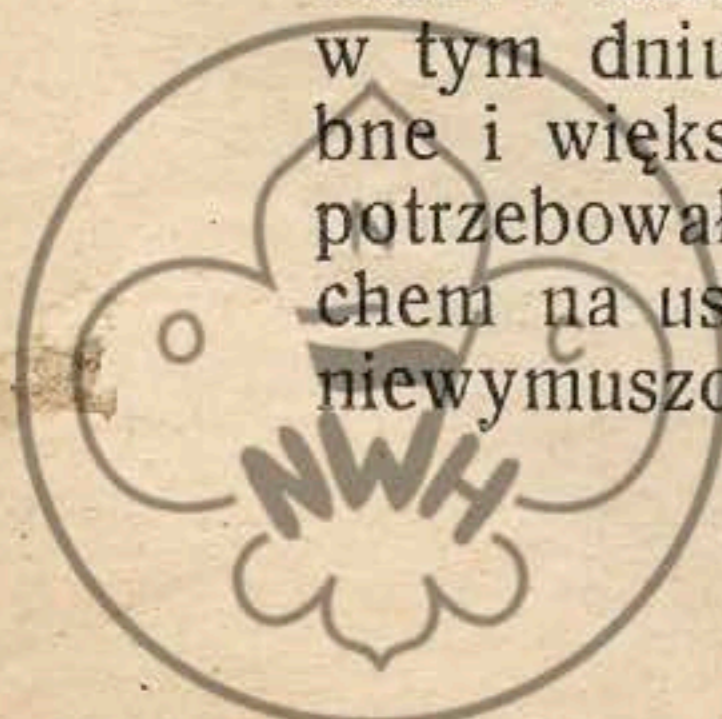 w tym dniu
bne i więks
potrzebował
chem na us
niewymuszo
O N C
NWH